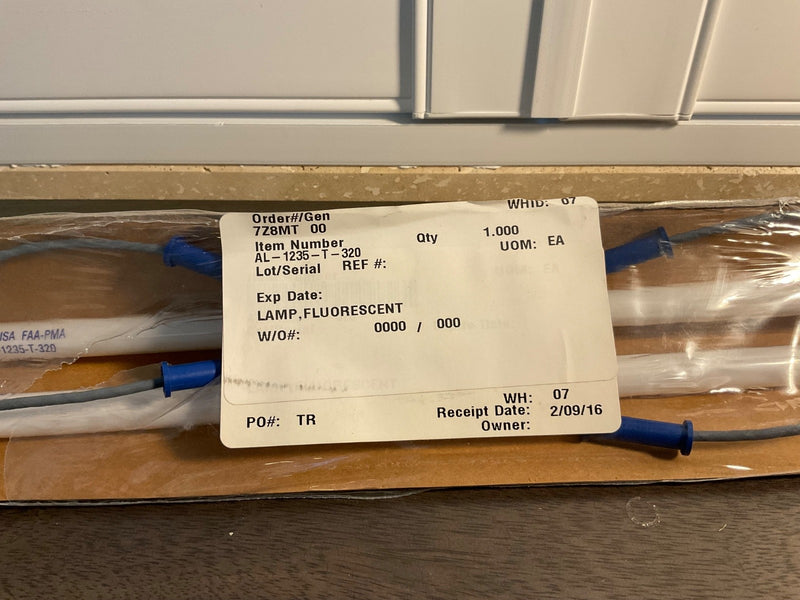 WHID: 67
Order#/Gen
7Z8MT 00
Item Number Qty 1.000
AL-1235-T-320 UOM: EA
Lot/Serial REF #:
Exp Date:
LAMP,FLUORESCENT
W/O#: 0000 / 000
WH: 07
PO#: TR Receipt Date: 2/09/16
Owner:
SA FAA-PMA
1235-T-320